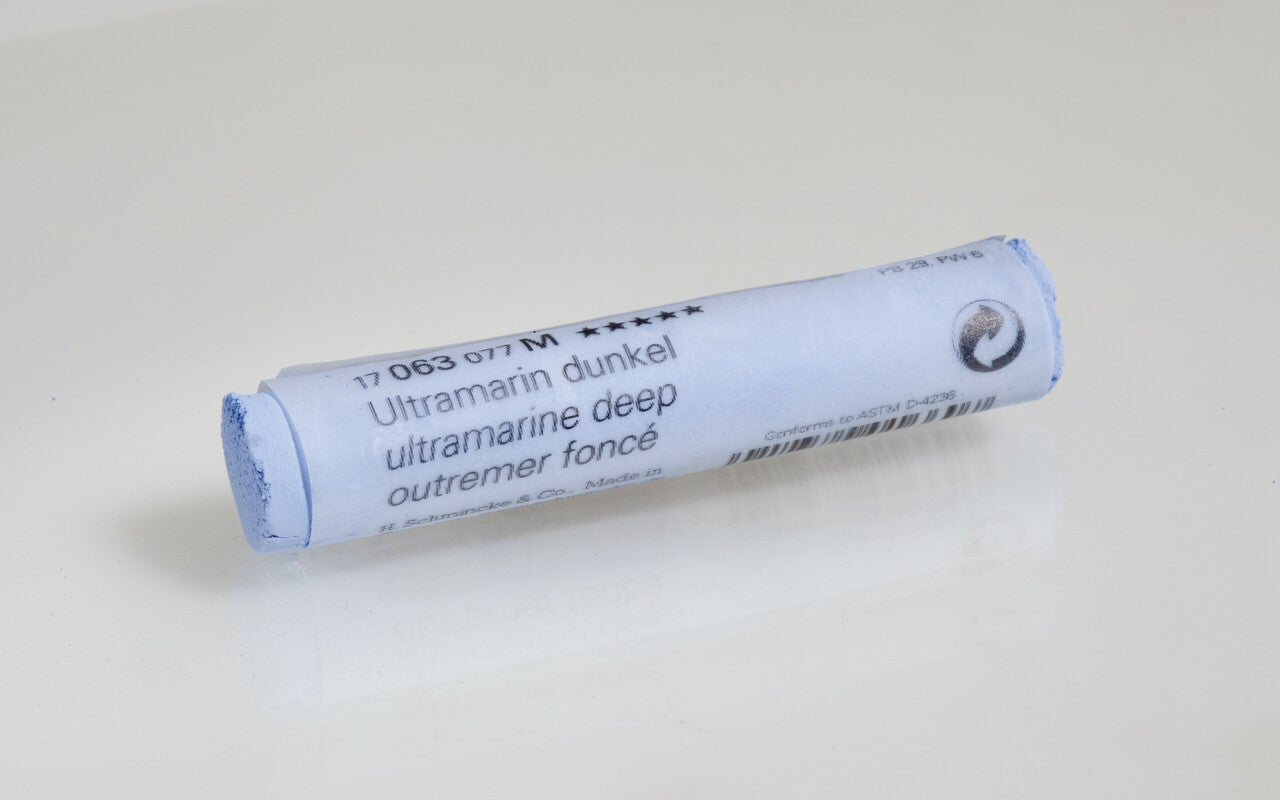 17 063 077 M ★★★★★
Ultramarin dunkel
ultramarine deep
outremer foncé
H. Schmincke & Co., Made in
PB 29, PW 6
Conforms to ASTM D-4236